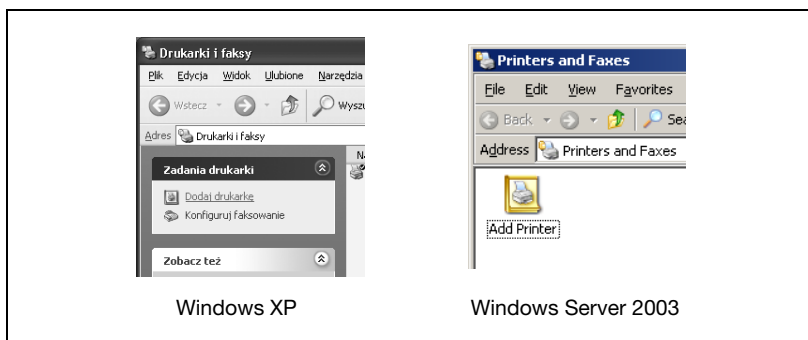 Drukarki i faksy
Plik Edycja Widok Ulubione Narzędzia
Wstecz
Adres Drukarki i faksy
Zadania drukarki
Dodaj drukarkę
Konfiguruj faksowanie
Zobacz też
Windows XP
Printers and Faxes
File Edit View Favorites
Back
Address Printers and Faxes
Add Printer
Windows Server 2003